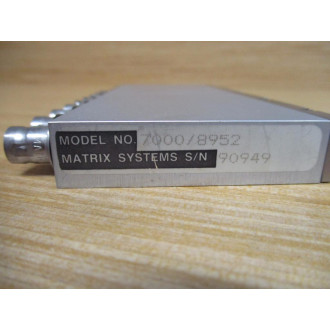 MODEL NO. 7000/8952
MATRIX SYSTEMS S/N 90949